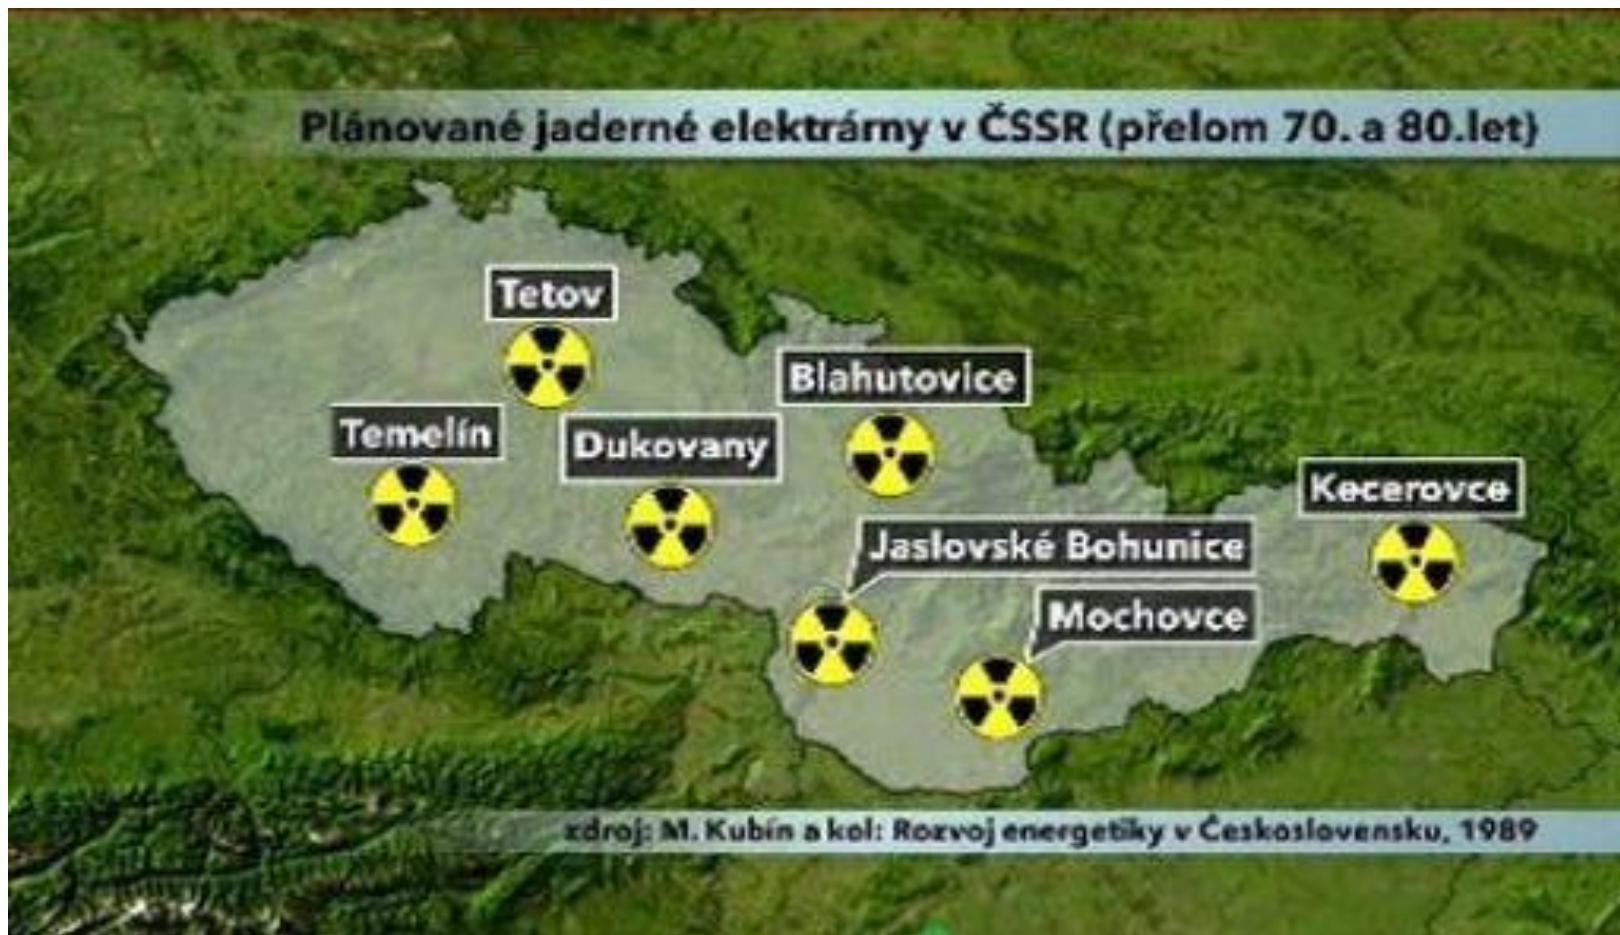 Plánované jaderné elektrárny v ČSSR (přelom 70. a 80.let)
Tetov
Blahutovice
Temelín
Dukovany
Kecerovce
Jaslovské Bohunice
Mochovce
zdroj: M. Kubín a kol: Rozvoj energetiky v Československu, 1989